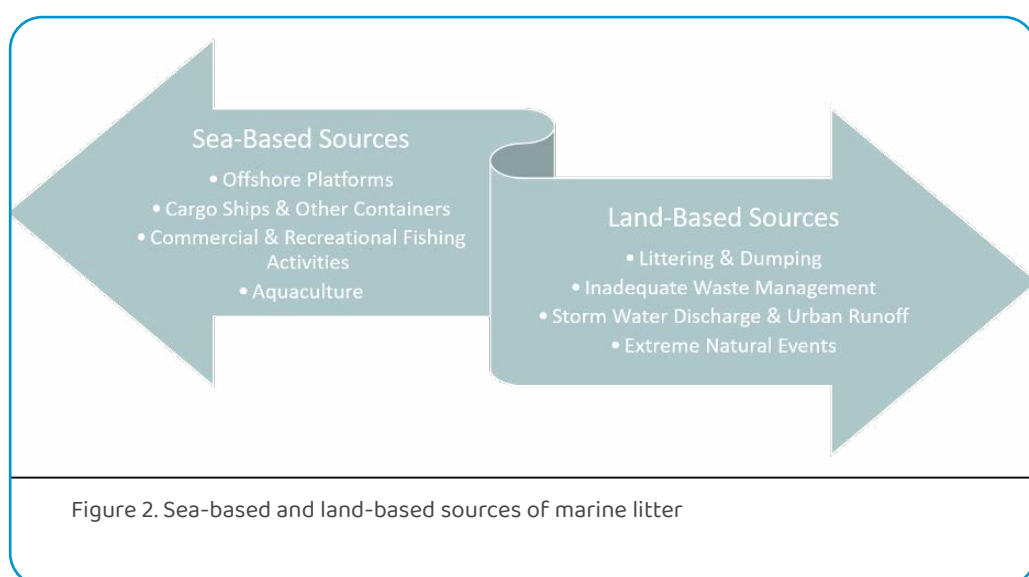 Sea-Based Sources
• Offshore Platforms
• Cargo Ships & Other Containers
• Commercial & Recreational Fishing
Activities
• Aquaculture
Land-Based Sources
• Littering & Dumping
• Inadequate Waste Management
• Storm Water Discharge & Urban Runoff
• Extreme Natural Events
Figure 2. Sea-based and land-based sources of marine litter